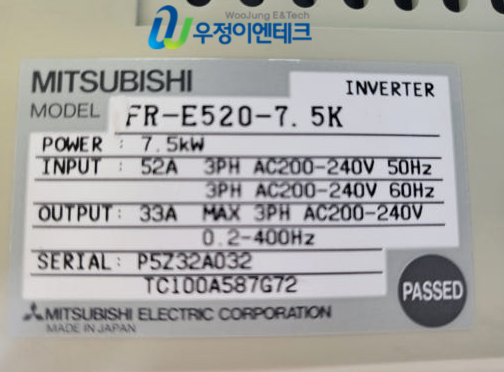 WooJung E&Tech
우정이엔테크
MITSUBISHI
INVERTER
MODEL FR-E520-7.5K
POWER : 7.5kW
INPUT : 52A 3PH AC200-240V 50Hz
3PH AC200-240V 60Hz
OUTPUT: 33A MAX 3PH AC200-240V
0.2-400Hz
SERIAL: P5Z32A032
TC100A587G72
PASSED
MITSUBISHI ELECTRIC CORPORATION
MADE IN JAPAN